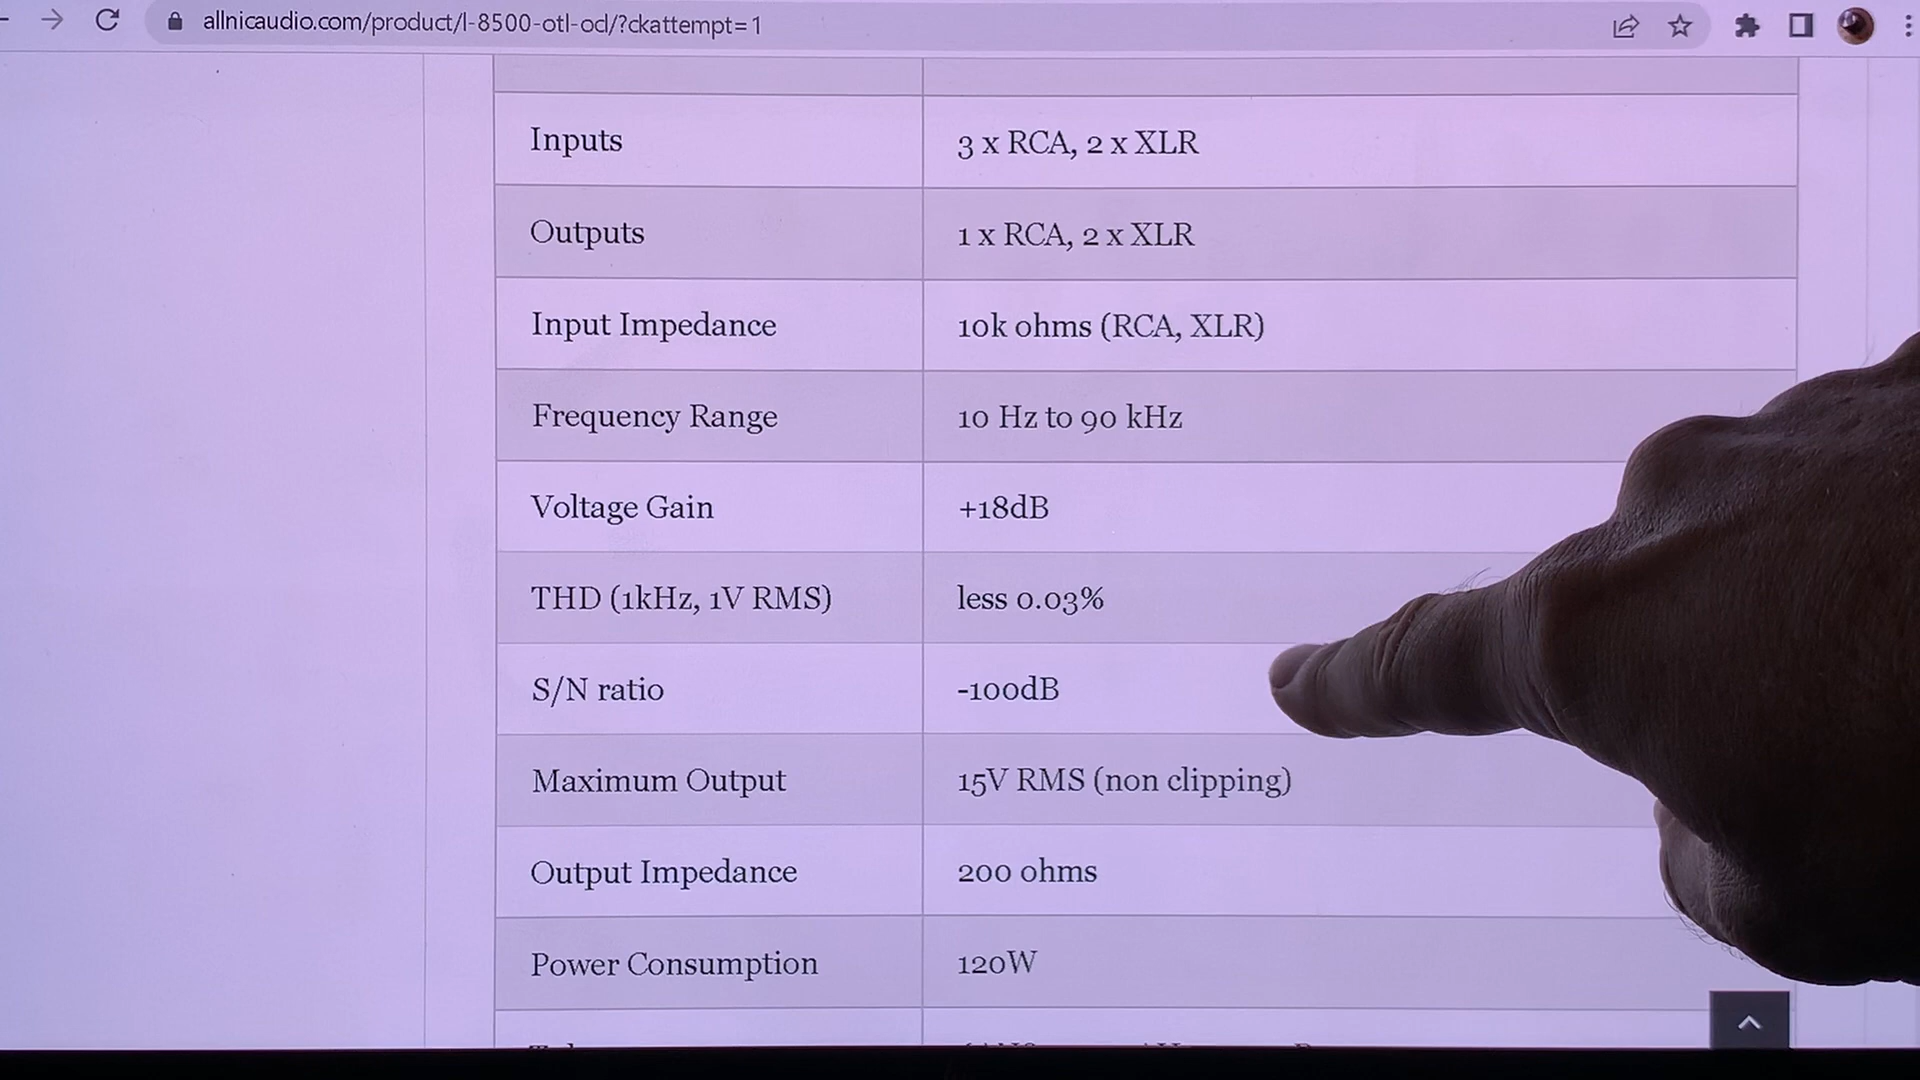 allnicaudio.com/product/l-8500-otl-ocl/?ckattempt=1
Inputs 3 x RCA, 2 x XLR
Outputs 1 x RCA, 2 x XLR
Input Impedance 10k ohms (RCA, XLR)
Frequency Range 10 Hz to 90 kHz
Voltage Gain +18dB
THD (1kHz, 1V RMS) less 0.03%
S/N ratio -100dB
Maximum Output 15V RMS (non clipping)
Output Impedance 200 ohms
Power Consumption 120W